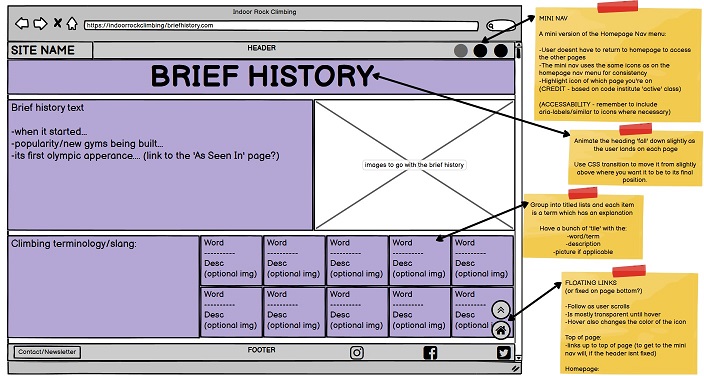 Indoor Rock Climbing
https://indoorrockclimbing/briefhistory.com
SITE NAME
HEADER
BRIEF HISTORY
Brief history text
-when it started...
-popularity/new gyms being built...
-its first olympic apperance.... (link to the 'As Seen In' page?)
images to go with the brief history
Climbing terminology/slang:
Word
----------
Desc
(optional img)
Word
----------
Desc
(optional img)
Word
----------
Desc
(optional img)
Word
----------
Desc
(optional img)
Word
----------
Desc
(optional img)
Word
----------
Desc
(optional img)
Word
----------
Desc
(optional img)
Word
----------
Desc
(optional img)
Word
----------
Desc
(optional img)
Word
----------
Desc
(optional
Contact/Newsletter
FOOTER
MINI NAV
A mini version of the Homepage Nav menu:
-User doesnt have to return to homepage to access
the other pages
-The mini nav uses the same icons as on the
homepage nav menu for consistency
-Highlight icon of which page you're on
(CREDIT - based on code institute 'active' class)
(ACCESSABILITY - remember to include
aria-labels/similar to icons where necessary)
Animate the heading 'fall' down slightly as
the user lands on each page
Use CSS transition to move it from slightly
above where you want it to be to its final
position.
Group into titled lists and each item
is a term which has an explanation
Have a bunch of 'tile' with the:
-word/term
-description
-picture if applicable
FLOATING LINKS
(or fixed on page bottom?)
-Follow as user scrolls
-Is mostly transparent until hover
-Hover also changes the color of the icon
Top of page:
-links up to top of page (to get to the mini
nav will, if the header isnt fixed)
Homepage: